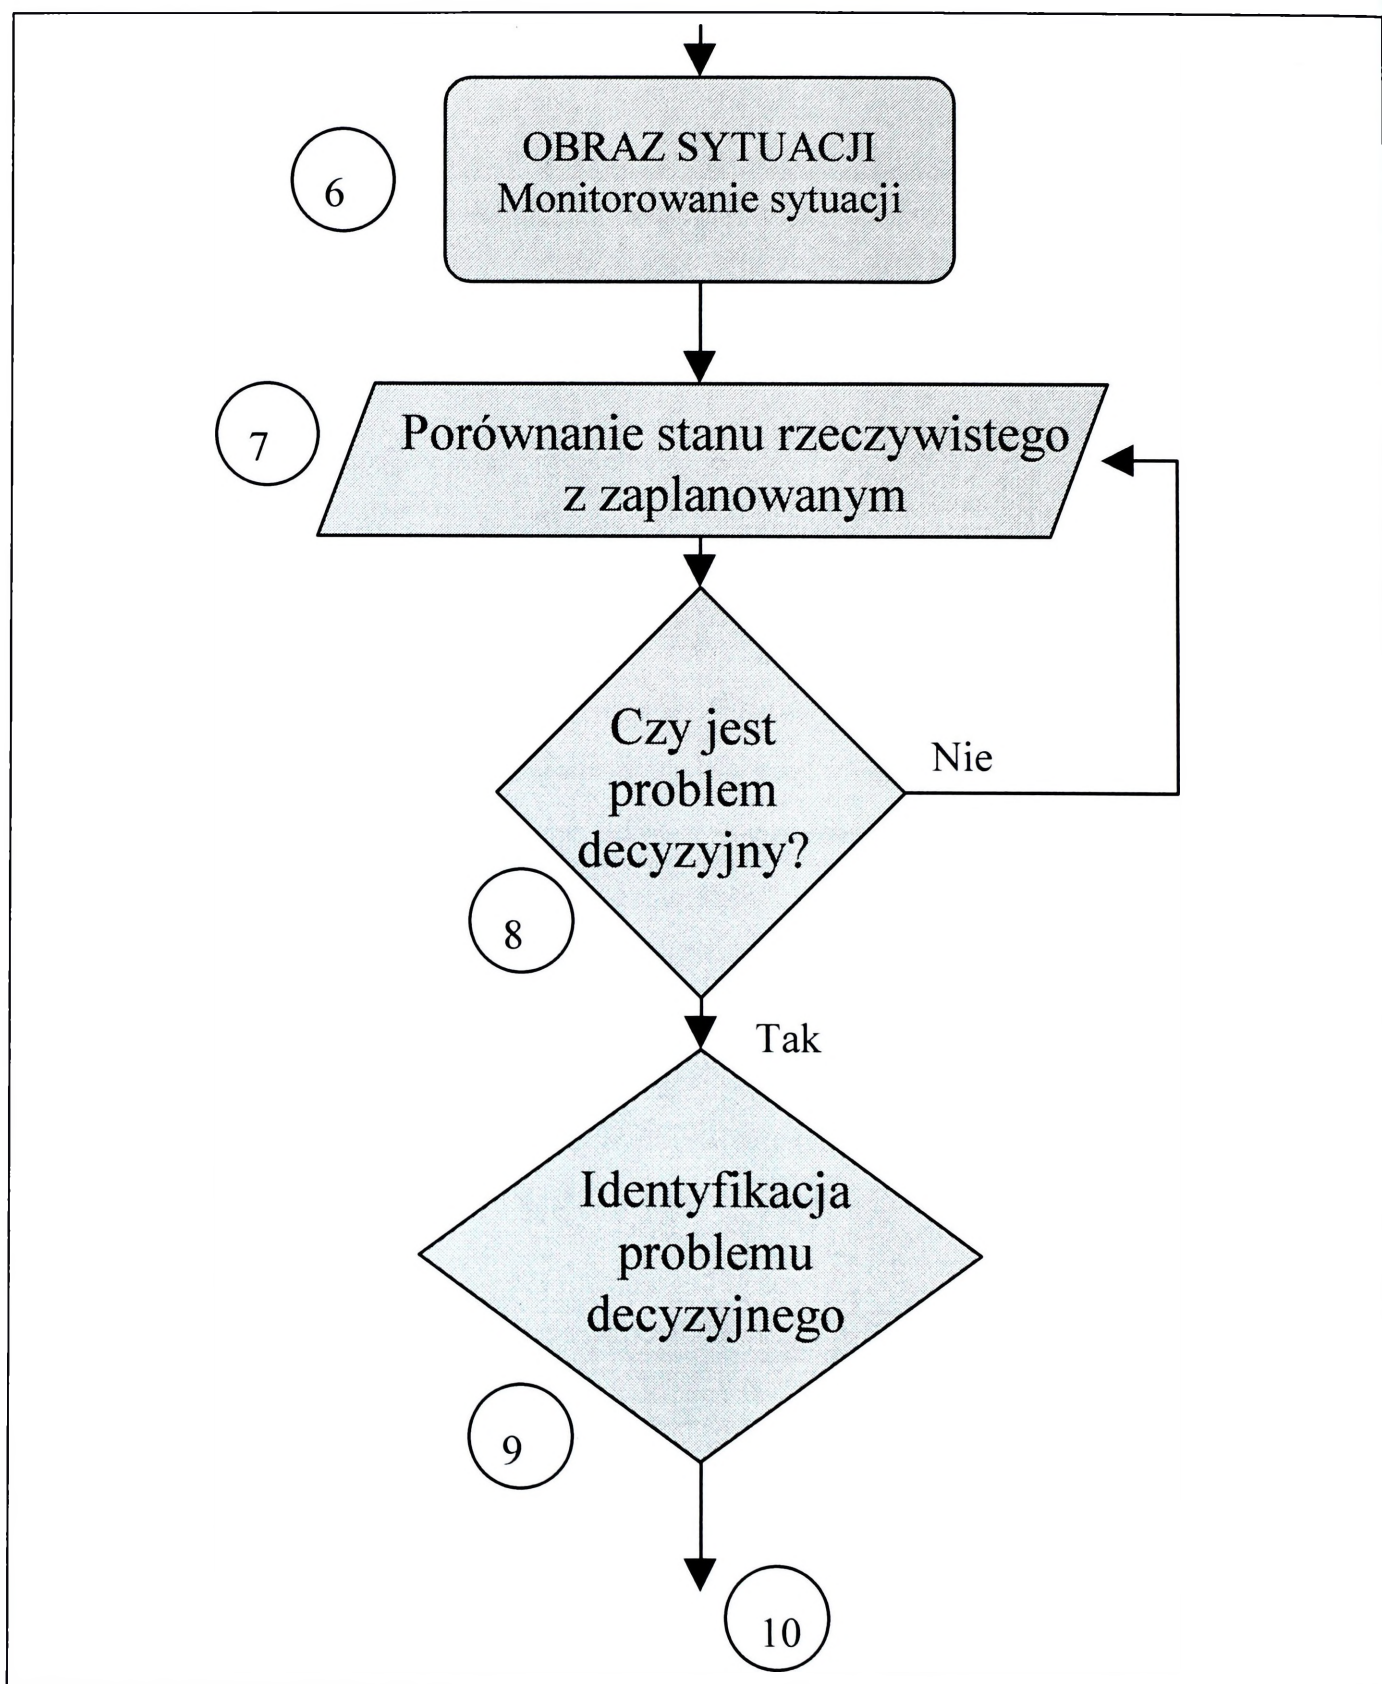 6
OBRAZ SYTUACJI
Monitorowanie sytuacji
7
Porównanie stanu rzeczywistego
z zaplanowanym
Czy jest
problem
decyzyjny?
Nie
8
Tak
Identyfikacja
problemu
decyzyjnego
9
10